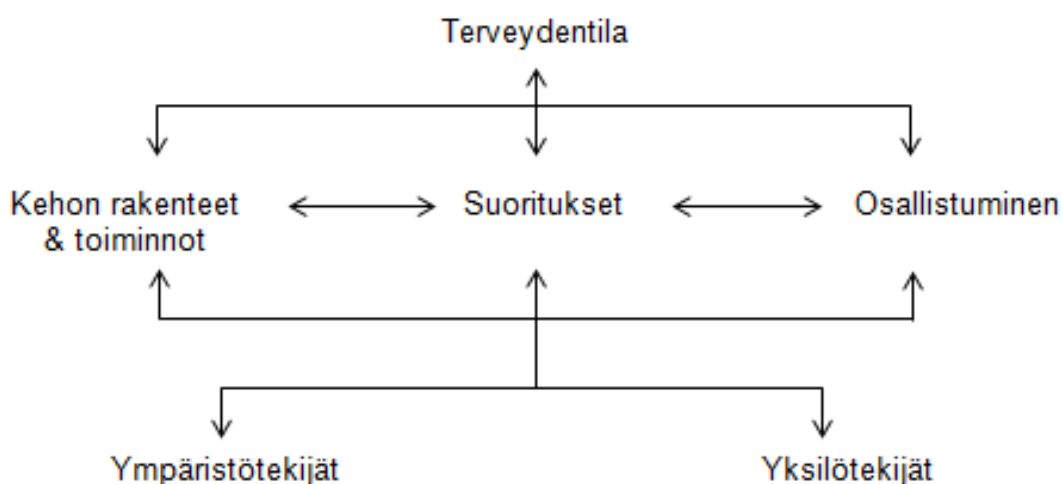 Terveydentila
Kehon rakenteet
& toiminnot
Suoritukset
Osallistuminen
Ympäristötekijät
Yksilötekijät